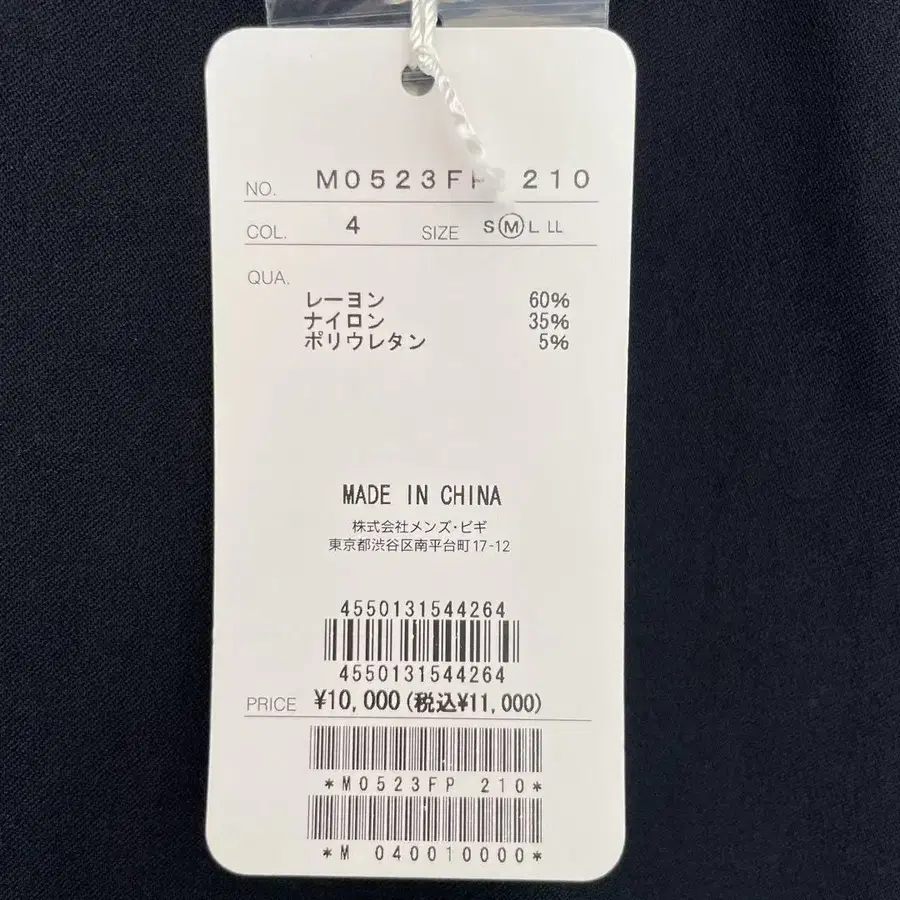 NO. M0523FP 210
COL. 4 SIZE S M L LL
QUA.
レーヨン 60%
ナイロン 35%
ポリウレタン 5%
MADE IN CHINA
株式会社メンズ・ビギ
東京都渋谷区南平台町17-12
4550131544264
4550131544264
PRICE ¥10,000(税込¥11,000)
*M0523FP 210*
*M 040010000*